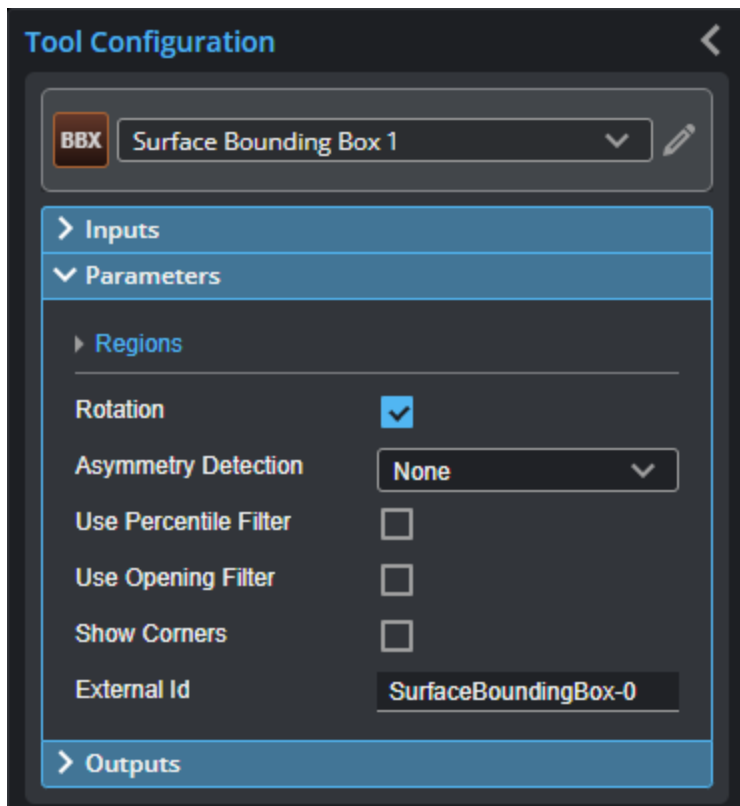 Tool Configuration
BBX Surface Bounding Box 1
Inputs
Parameters
Regions
Rotation
Asymmetry Detection None
Use Percentile Filter
Use Opening Filter
Show Corners
External Id SurfaceBoundingBox-0
Outputs